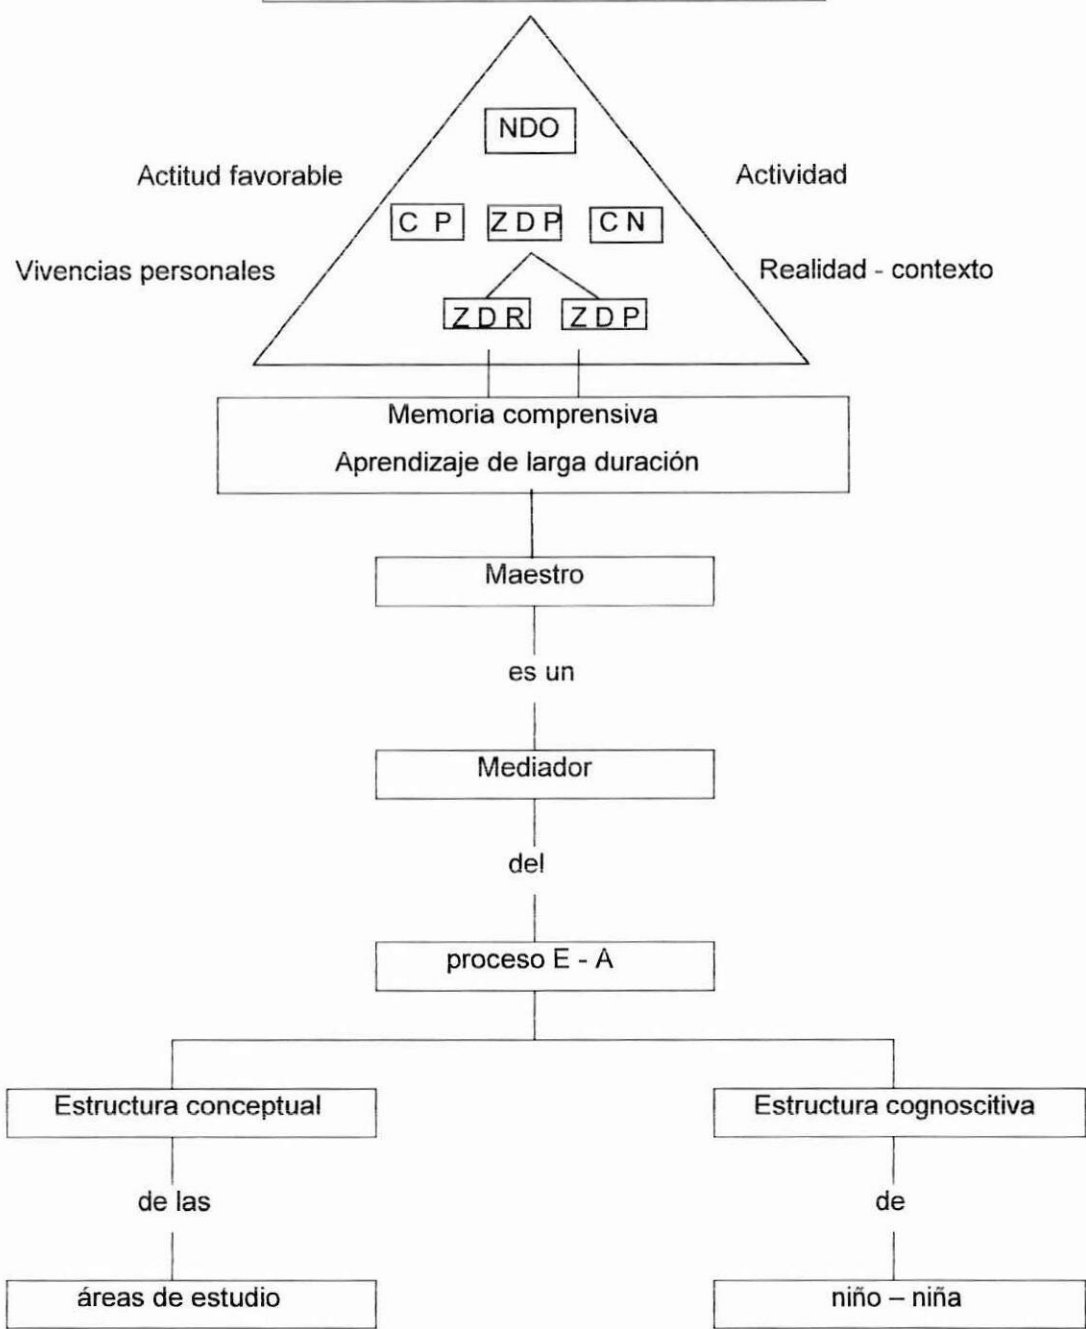 NDO
Actitud favorable
Actividad
C P
Z D P
C N
Vivencias personales
Realidad - contexto
Z D R
Z D P
Memoria comprensiva
Aprendizaje de larga duración
Maestro
es un
Mediador
del
proceso E - A
Estructura conceptual
Estructura cognoscitiva
de las
de
áreas de estudio
niño – niña